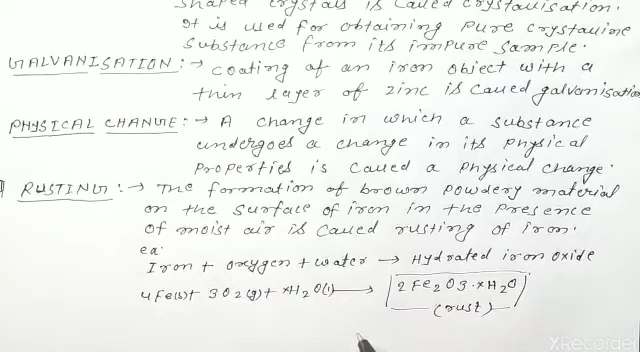 shaped crystals is called crystallisation.
It is used for obtaining pure crystalline
substance from its impure sample.
GALVANISATION :→ coating of an iron object with a
thin layer of zinc is called galvanisation
PHYSICAL CHANGE :→ A change in which a substance
undergoes a change in its physical
properties is called a physical change.
RUSTING :→ The formation of brown powdery material
on the surface of iron in the presence
of moist air is called rusting of iron.
eg:
Iron + oxygen + water → Hydrated iron oxide
4Fe(s) + 3O2(g) + xH2O(l) → 2Fe2O3.xH2O
(rust)
XRecorder